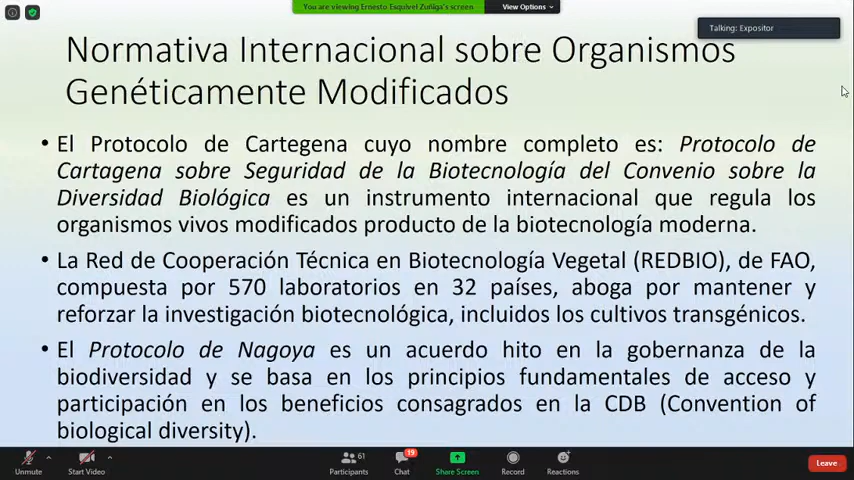 You are viewing Ernesto Esquivel Zuñiga's screen
View Options
Talking: Expositor
Normativa Internacional sobre Organismos
Genéticamente Modificados
• El Protocolo de Cartegena cuyo nombre completo es: Protocolo de
Cartagena sobre Seguridad de la Biotecnología del Convenio sobre la
Diversidad Biológica es un instrumento internacional que regula los
organismos vivos modificados producto de la biotecnología moderna.
• La Red de Cooperación Técnica en Biotecnología Vegetal (REDBIO), de FAO,
compuesta por 570 laboratorios en 32 países, aboga por mantener y
reforzar la investigación biotecnológica, incluidos los cultivos transgénicos.
• El Protocolo de Nagoya es un acuerdo hito en la gobernanza de la
biodiversidad y se basa en los principios fundamentales de acceso y
participación en los beneficios consagrados en la CDB (Convention of
biological diversity).
Unmute
Start Video
61
Participants
19
Chat
Share Screen
Record
Reactions
Leave